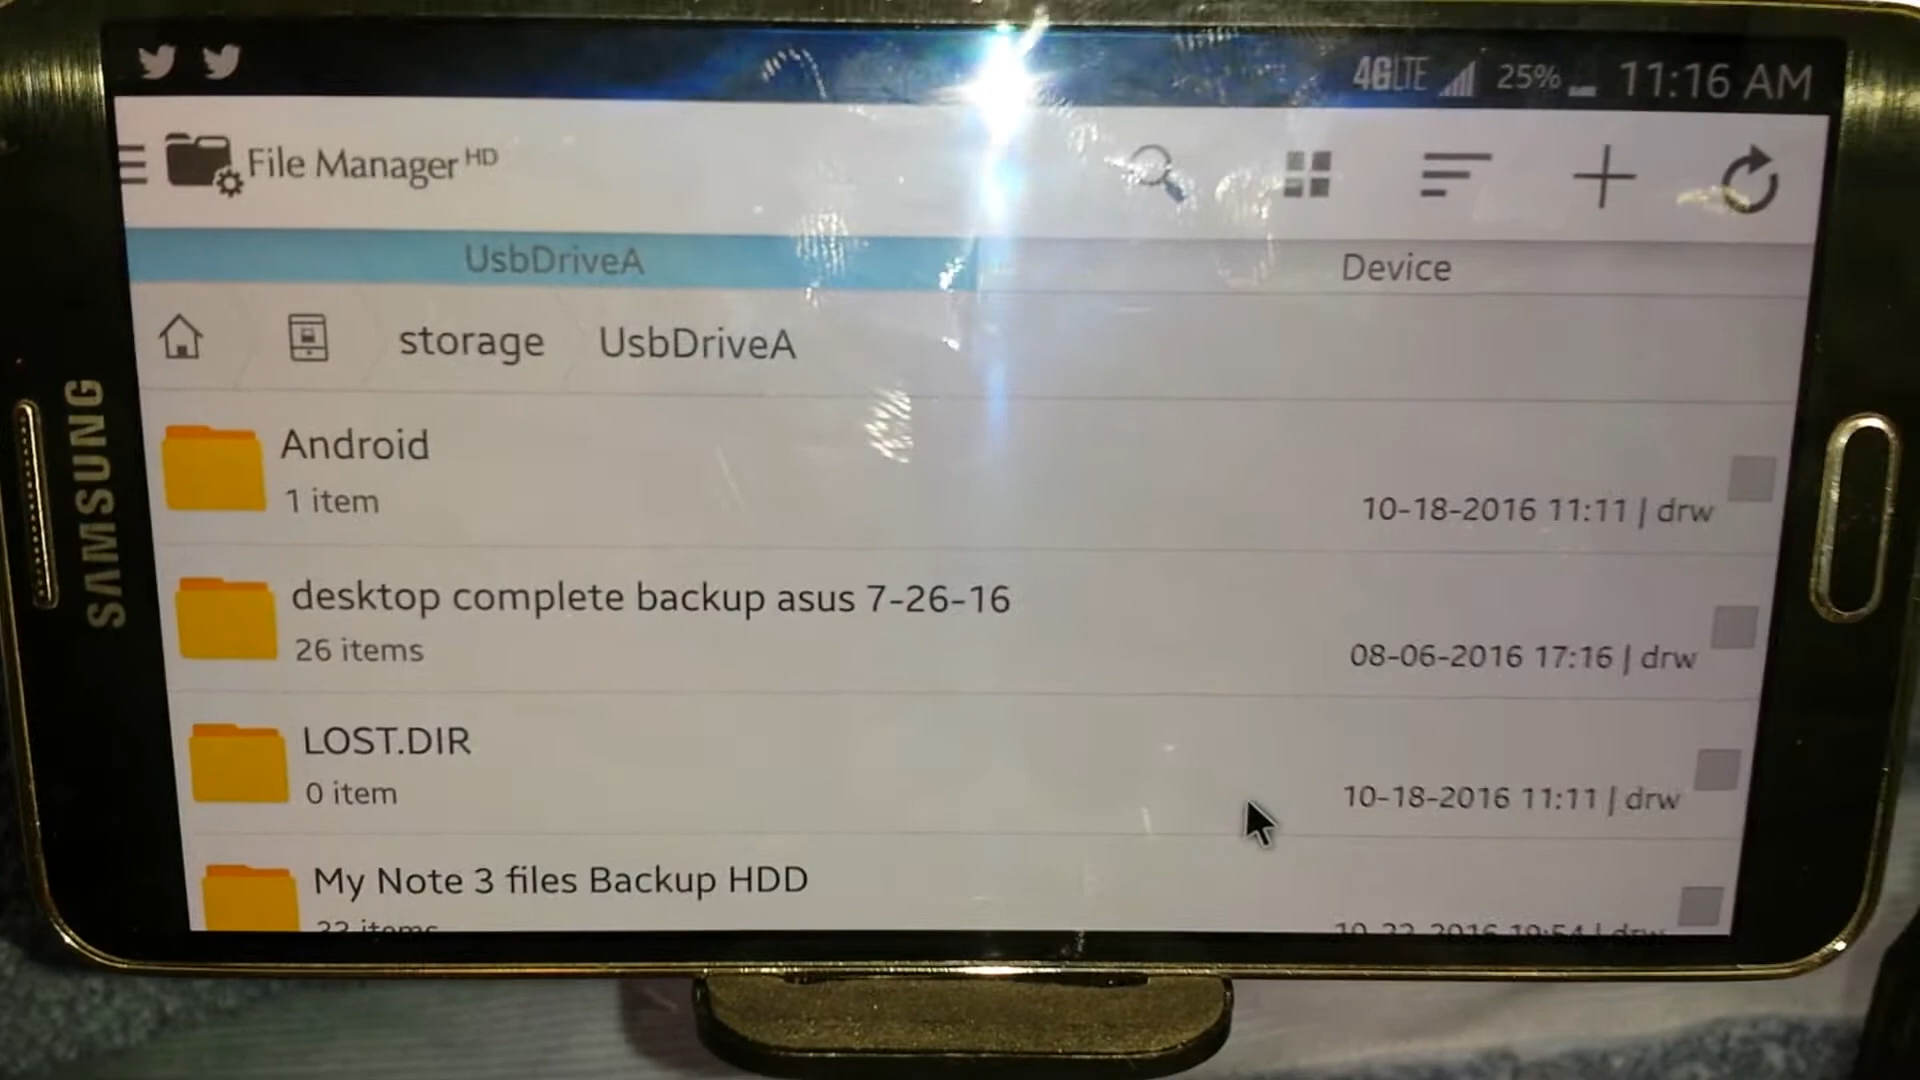 4G LTE 25% 11:16 AM
File Manager HD
UsbDriveA Device
storage UsbDriveA
Android
1 item
10-18-2016 11:11 | drw
desktop complete backup asus 7-26-16
26 items
08-06-2016 17:16 | drw
LOST.DIR
0 item
10-18-2016 11:11 | drw
My Note 3 files Backup HDD
items
SAMSUNG